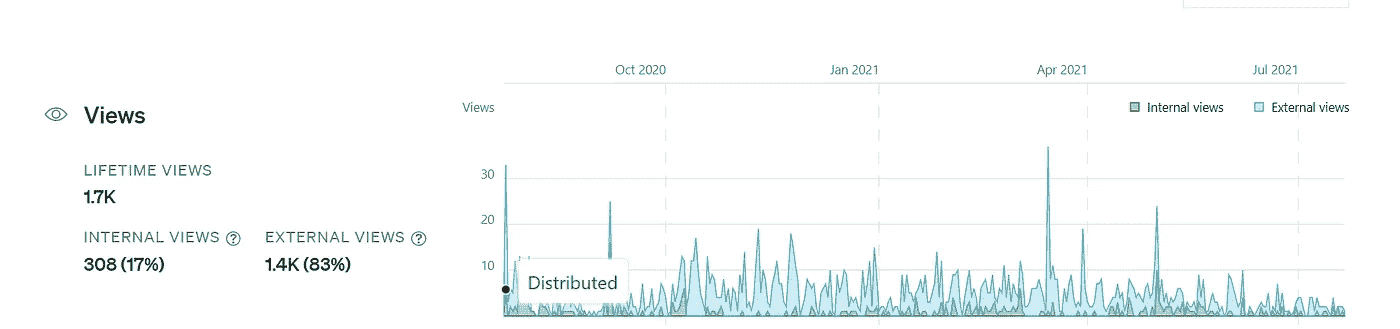 Oct 2020 Jan 2021 Apr 2021 Jul 2021
Views
Views
Internal views External views
LIFETIME VIEWS
1.7K
INTERNAL VIEWS ? EXTERNAL VIEWS ?
308 (17%) 1.4K (83%)
30
20
10
Distributed